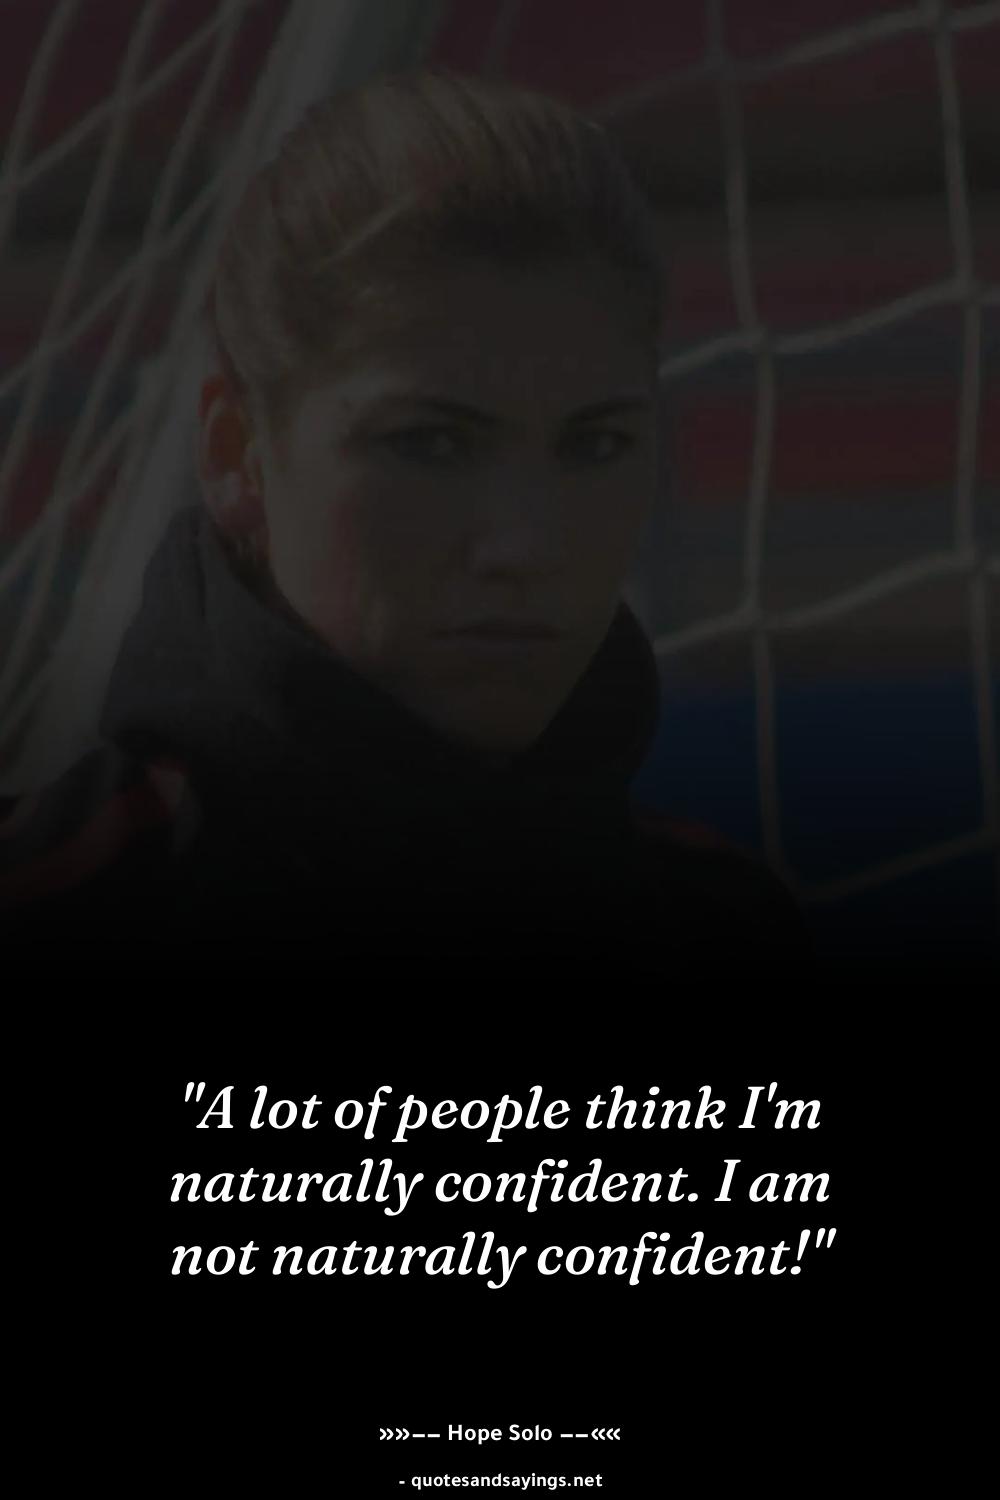 "A lot of people think I'm
naturally confident. I am
not naturally confident!"
»»−− Hope Solo −−««
- quotesandsayings.net